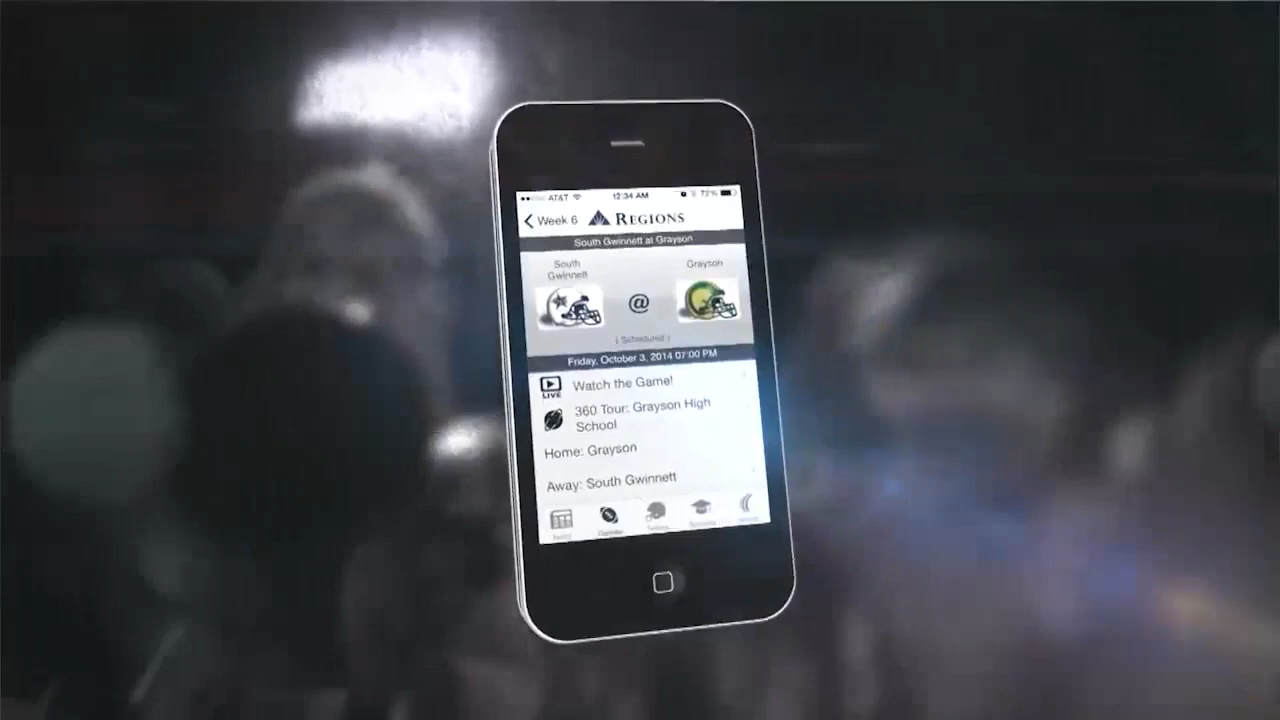 AT&T 12:34 AM 72%
Week 6 REGIONS
South Gwinnett at Grayson
South
Gwinnett
Grayson
@
( Scheduled )
Friday, October 3, 2014 07:00 PM
LIVE
Watch the Game!
360 Tour: Grayson High
School
Home: Grayson
Away: South Gwinnett